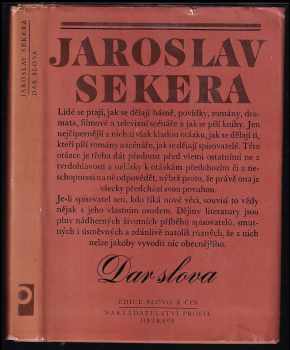 JAROSLAV SEKERA
DAR SLOVA
JAROSLAV
SEKERA
Lidé se ptají, jak se dělají básně, povídky, romány, dra-
mata, filmové a televizní scénáře a jak se píší knihy. Jen
nejčipernější z nich si však kladou otázku, jak se dělají ti,
kteří píší romány a scénáře, jak se dělají spisovatelé. Této
otázce je třeba dát přednost před všemi ostatními ne z
tvrdohlavosti a urážky k otázkám předchozím či z ne-
schopnosti na ně odpovědět, nýbrž proto, že právě ona je
všecky předchází svou povahou.
Je-li spisovatel ten, kdo říká nové věci, souvisí to vždy
nějak s jeho vlastním osudem. Dějiny literatury jsou
plny nádherných životních příběhů spisovatelů, smut-
ných i úsměvných a zdánlivě natolik různých, že z nich
nelze jakoby vyvodit nic obecnějšího.
Dar slova
EDICE SLOVO A ČIN
NAKLADATELSTVÍ PROFIL
OSTRAVA